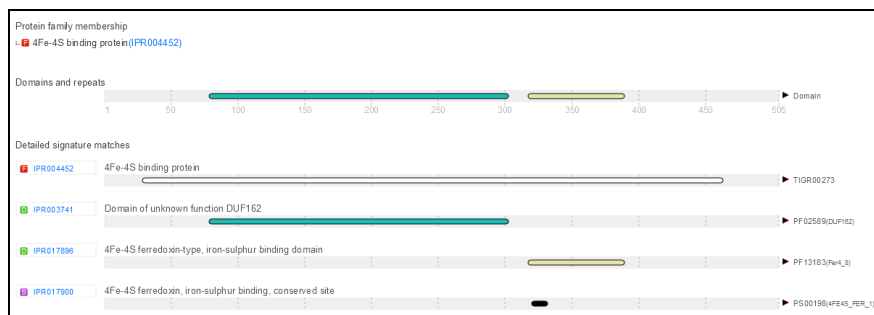 Protein family membership
F 4Fe-4S binding protein(IPR004452)
Domains and repeats
Domain
1 50 100 150 200 250 300 350 400 450 505
Detailed signature matches
F IPR004452 4Fe-4S binding protein
TIGR00273
D IPR003741 Domain of unknown function DUF162
PF02589(DUF162)
D IPR017896 4Fe-4S ferredoxin-type, iron-sulphur binding domain
PF13183(Fer4_8)
S IPR017900 4Fe-4S ferredoxin, iron-sulphur binding, conserved site
PS00198(4FE4S_FER_1)